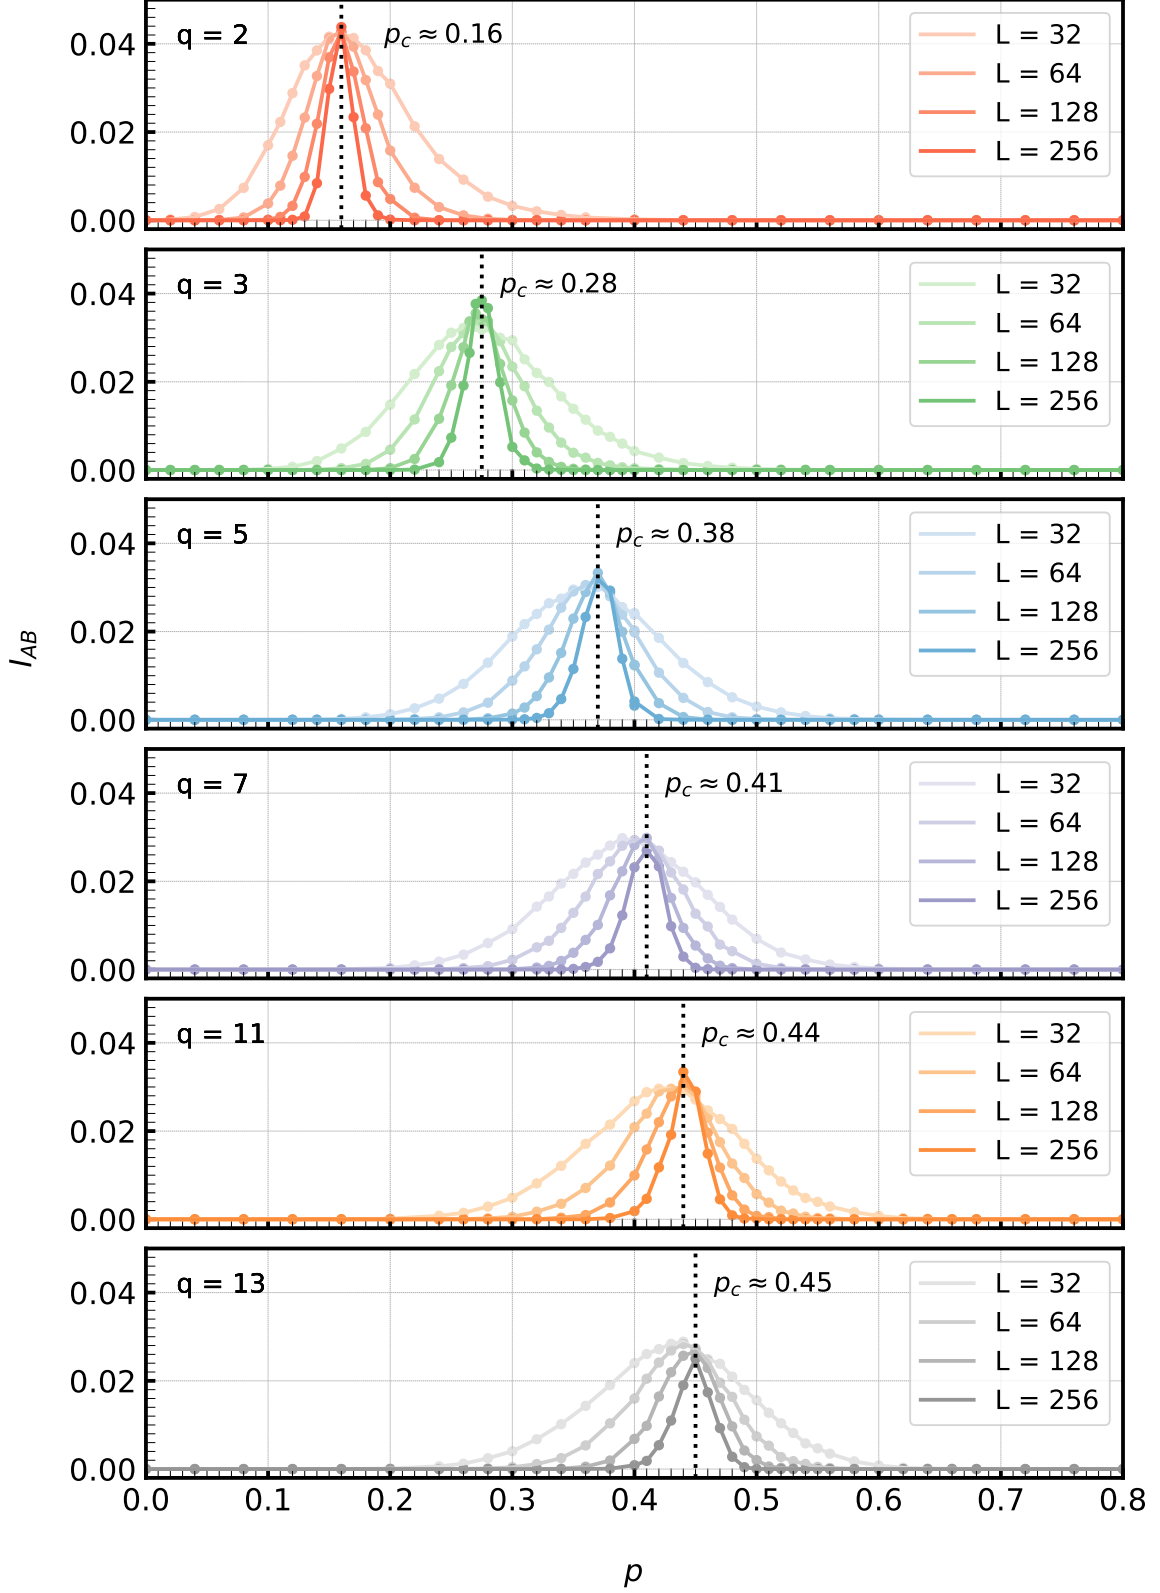 q = 2
p_c ≈ 0.16
L = 32
L = 64
L = 128
L = 256
0.04
0.02
0.00
q = 3
p_c ≈ 0.28
L = 32
L = 64
L = 128
L = 256
0.04
0.02
0.00
q = 5
p_c ≈ 0.38
L = 32
L = 64
L = 128
L = 256
0.04
0.02
0.00
I_AB
q = 7
p_c ≈ 0.41
L = 32
L = 64
L = 128
L = 256
0.04
0.02
0.00
q = 11
p_c ≈ 0.44
L = 32
L = 64
L = 128
L = 256
0.04
0.02
0.00
q = 13
p_c ≈ 0.45
L = 32
L = 64
L = 128
L = 256
0.04
0.02
0.00
0.0 0.1 0.2 0.3 0.4 0.5 0.6 0.7 0.8
p